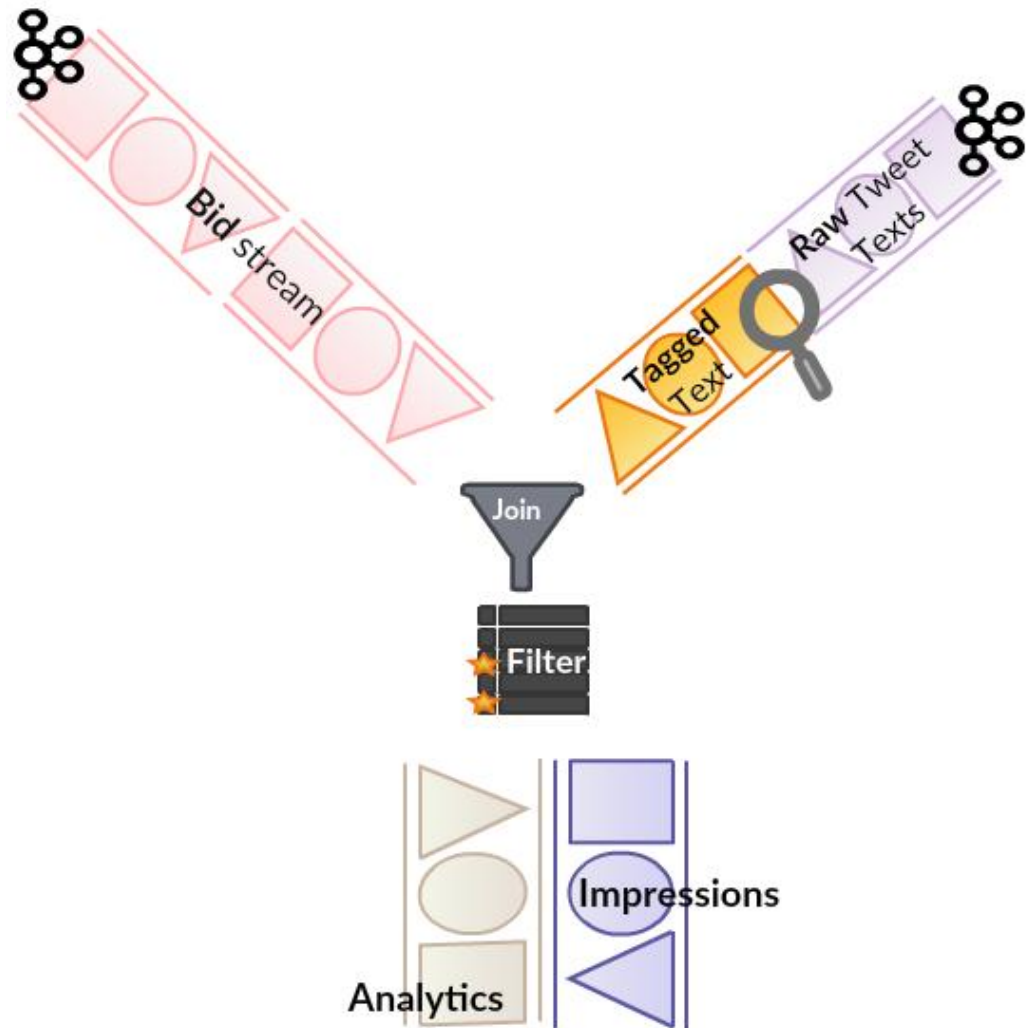 Bid stream
Raw Tweet
Texts
Tagged
Text
Join
Filter
Analytics
Impressions